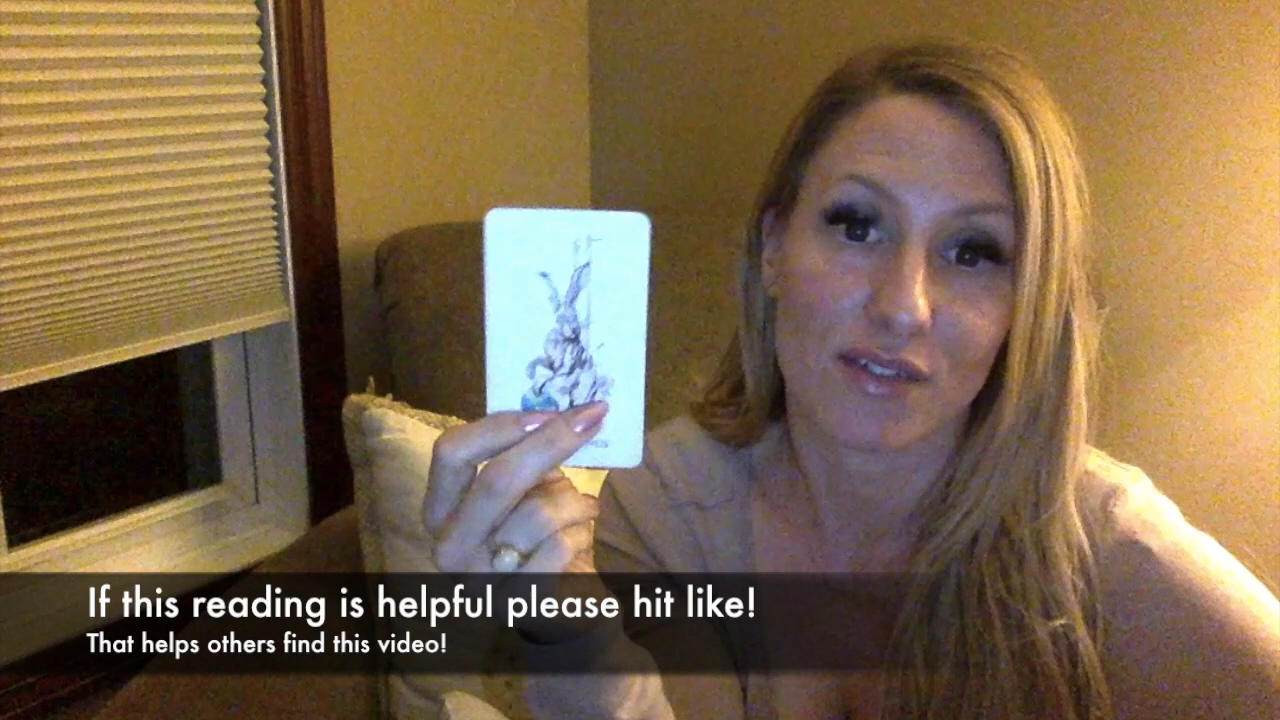 If this reading is helpful please hit like!
That helps others find this video!